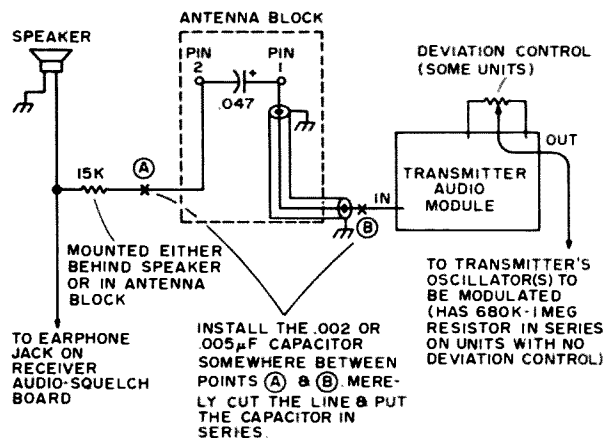 ANTENNA BLOCK
SPEAKER
PIN
2
PIN
1
.047
+
DEVIATION CONTROL
(SOME UNITS)
OUT
15K
A
IN
B
TRANSMITTER
AUDIO
MODULE
MOUNTED EITHER
BEHIND SPEAKER
OR IN ANTENNA
BLOCK
TO EARPHONE
JACK ON
RECEIVER
AUDIO-SQUELCH
BOARD
INSTALL THE .002 OR
.005µF CAPACITOR
SOMEWHERE BETWEEN
POINTS A & B. MERE-
LY CUT THE LINE & PUT
THE CAPACITOR IN
SERIES.
TO TRANSMITTER'S
OSCILLATOR(S) TO
BE MODULATED
(HAS 680K-1MEG
RESISTOR IN SERIES
ON UNITS WITH NO
DEVIATION CONTROL)